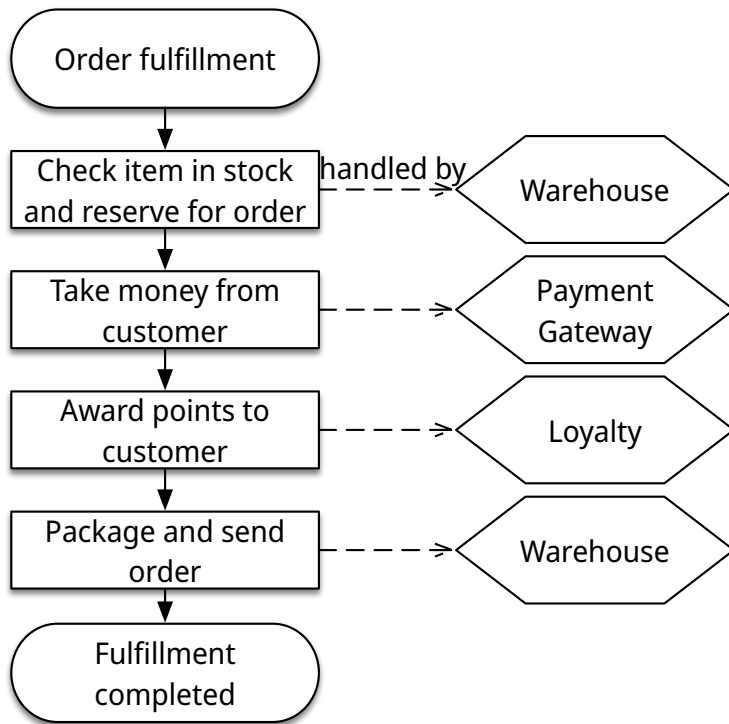 Order fulfillment
Check item in stock
and reserve for order
handled by
Warehouse
Take money from
customer
Payment
Gateway
Award points to
customer
Loyalty
Package and send
order
Warehouse
Fulfillment
completed